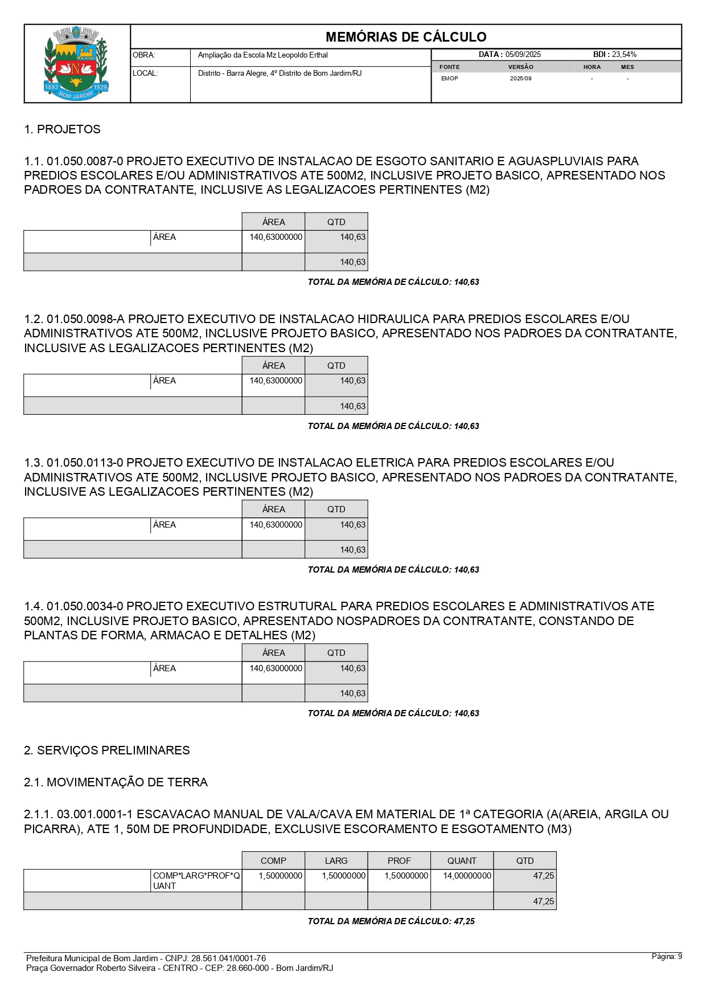 MEMÓRIAS DE CÁLCULO
OBRA: Ampliação da Escola Mz Leopoldo Erthal
DATA : 05/09/2025 BDI : 23,54%
FONTE VERSÃO HORA MES
LOCAL: Distrito - Barra Alegre, 4º Distrito de Bom Jardim/RJ
EMOP 2025/09 - -
N
1893 1929
BOM JARDIM
1. PROJETOS
1.1. 01.050.0087-0 PROJETO EXECUTIVO DE INSTALACAO DE ESGOTO SANITARIO E AGUASPLUVIAIS PARA
PREDIOS ESCOLARES E/OU ADMINISTRATIVOS ATE 500M2, INCLUSIVE PROJETO BASICO, APRESENTADO NOS
PADROES DA CONTRATANTE, INCLUSIVE AS LEGALIZACOES PERTINENTES (M2)
ÁREA QTD
ÁREA 140,63000000 140,63
140,63
TOTAL DA MEMÓRIA DE CÁLCULO: 140,63
1.2. 01.050.0098-A PROJETO EXECUTIVO DE INSTALACAO HIDRAULICA PARA PREDIOS ESCOLARES E/OU
ADMINISTRATIVOS ATE 500M2, INCLUSIVE PROJETO BASICO, APRESENTADO NOS PADROES DA CONTRATANTE,
INCLUSIVE AS LEGALIZACOES PERTINENTES (M2)
ÁREA QTD
ÁREA 140,63000000 140,63
140,63
TOTAL DA MEMÓRIA DE CÁLCULO: 140,63
1.3. 01.050.0113-0 PROJETO EXECUTIVO DE INSTALACAO ELETRICA PARA PREDIOS ESCOLARES E/OU
ADMINISTRATIVOS ATE 500M2, INCLUSIVE PROJETO BASICO, APRESENTADO NOS PADROES DA CONTRATANTE,
INCLUSIVE AS LEGALIZACOES PERTINENTES (M2)
ÁREA QTD
ÁREA 140,63000000 140,63
140,63
TOTAL DA MEMÓRIA DE CÁLCULO: 140,63
1.4. 01.050.0034-0 PROJETO EXECUTIVO ESTRUTURAL PARA PREDIOS ESCOLARES E ADMINISTRATIVOS ATE
500M2, INCLUSIVE PROJETO BASICO, APRESENTADO NOSPADROES DA CONTRATANTE, CONSTANDO DE
PLANTAS DE FORMA, ARMACAO E DETALHES (M2)
ÁREA QTD
ÁREA 140,63000000 140,63
140,63
TOTAL DA MEMÓRIA DE CÁLCULO: 140,63
2. SERVIÇOS PRELIMINARES
2.1. MOVIMENTAÇÃO DE TERRA
2.1.1. 03.001.0001-1 ESCAVACAO MANUAL DE VALA/CAVA EM MATERIAL DE 1ª CATEGORIA (A(AREIA, ARGILA OU
PICARRA), ATE 1, 50M DE PROFUNDIDADE, EXCLUSIVE ESCORAMENTO E ESGOTAMENTO (M3)
COMP LARG PROF QUANT QTD
COMP*LARG*PROF*Q 1,50000000 1,50000000 1,50000000 14,00000000 47,25
UANT
47,25
TOTAL DA MEMÓRIA DE CÁLCULO: 47,25
Prefeitura Municipal de Bom Jardim - CNPJ: 28.561.041/0001-76 Página: 9
Praça Governador Roberto Silveira - CENTRO - CEP: 28.660-000 - Bom Jardim/RJ